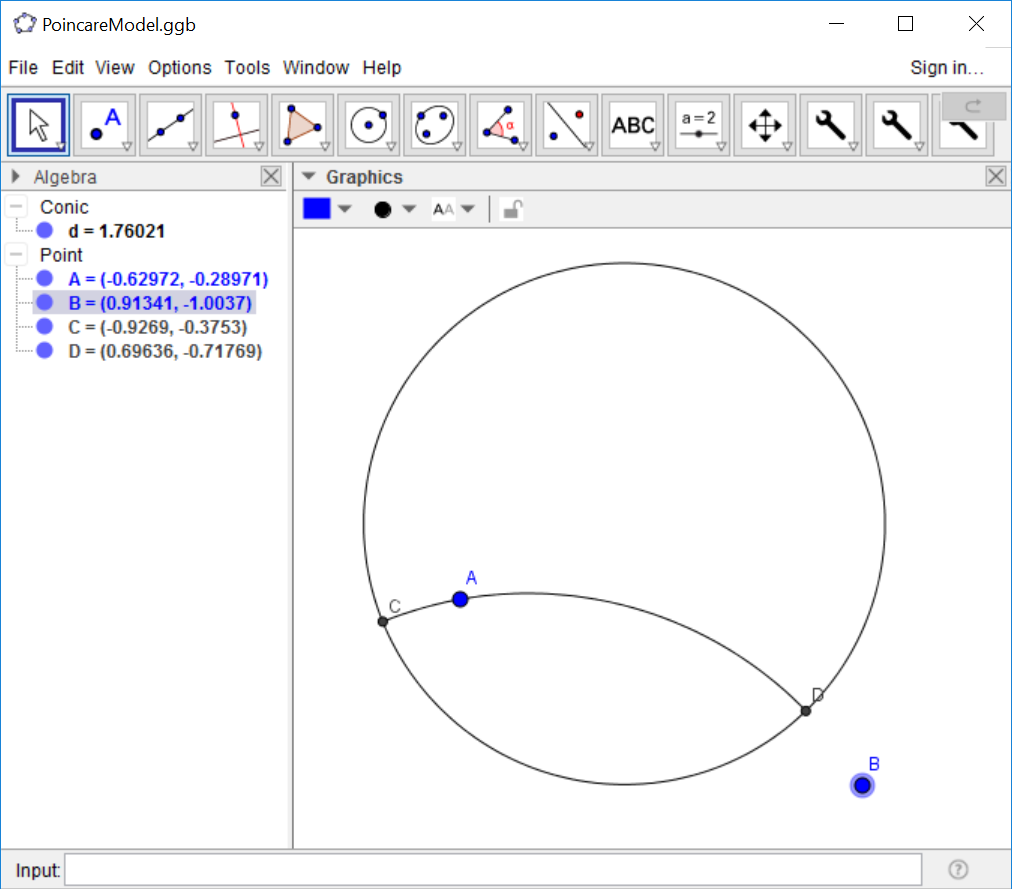 PoincareModel.ggb
File Edit View Options Tools Window Help Sign in...
A α ABC a = 2
Algebra
Graphics
AA
Conic
d = 1.76021
Point
A = (-0.62972, -0.28971)
B = (0.91341, -1.0037)
C = (-0.9269, -0.3753)
D = (0.69636, -0.71769)
A
C
D
B
Input:
?